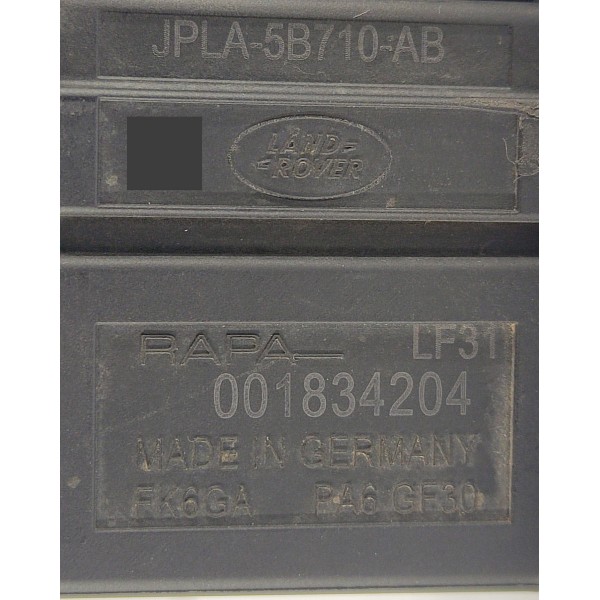 JPLA-5B710-AB
LAND-
-ROVER
RAPA LF31
001834204
MADE IN GERMANY
FK6GA PA6 GF30